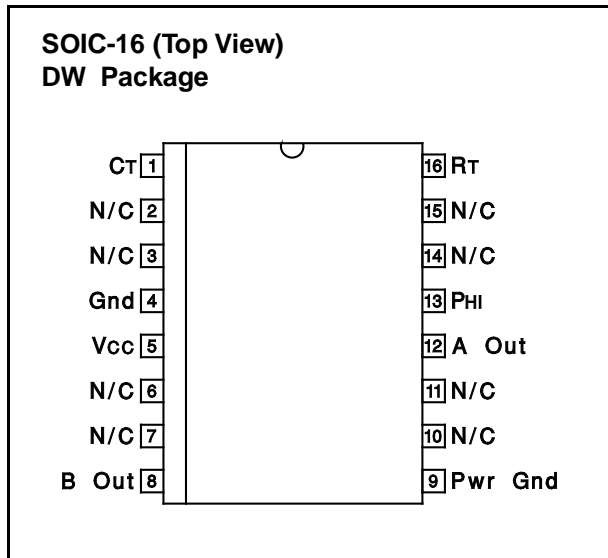 SOIC-16 (Top View)
DW Package
CT 1 16 RT
N/C 2 15 N/C
N/C 3 14 N/C
Gnd 4 13 PHI
Vcc 5 12 A Out
N/C 6 11 N/C
N/C 7 10 N/C
B Out 8 9 Pwr Gnd